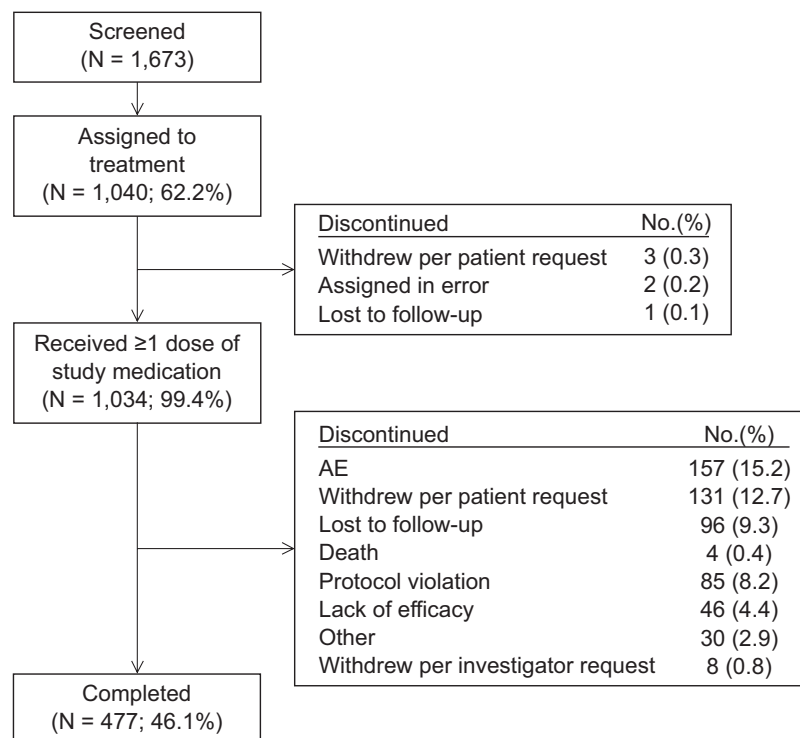 Screened
(N = 1,673)
Assigned to
treatment
(N = 1,040; 62.2%)
Discontinued No.(%)
Withdrew per patient request 3 (0.3)
Assigned in error 2 (0.2)
Lost to follow-up 1 (0.1)
Received ≥1 dose of
study medication
(N = 1,034; 99.4%)
Discontinued No.(%)
AE 157 (15.2)
Withdrew per patient request 131 (12.7)
Lost to follow-up 96 (9.3)
Death 4 (0.4)
Protocol violation 85 (8.2)
Lack of efficacy 46 (4.4)
Other 30 (2.9)
Withdrew per investigator request 8 (0.8)
Completed
(N = 477; 46.1%)